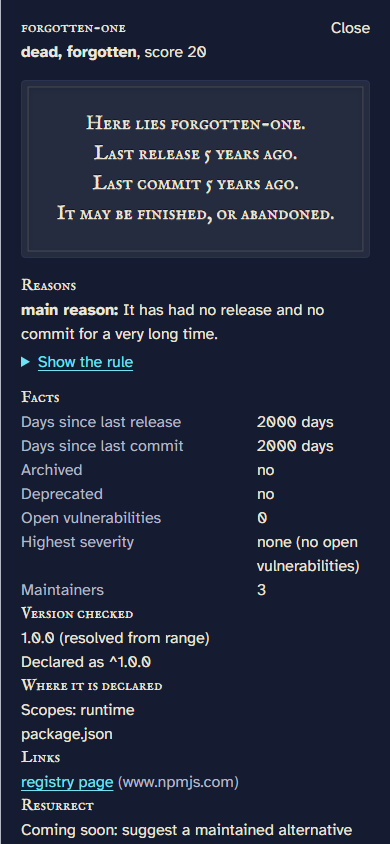 forgotten-one
Close
dead, forgotten, score 20
Here lies forgotten-one.
Last release 5 years ago.
Last commit 5 years ago.
It may be finished, or abandoned.
Reasons
main reason: It has had no release and no
commit for a very long time.
▶ Show the rule
Facts
Days since last release 2000 days
Days since last commit 2000 days
Archived no
Deprecated no
Open vulnerabilities 0
Highest severity none (no open
vulnerabilities)
Maintainers 3
Version checked
1.0.0 (resolved from range)
Declared as ^1.0.0
Where it is declared
Scopes: runtime
package.json
Links
registry page (www.npmjs.com)
Resurrect
Coming soon: suggest a maintained alternative